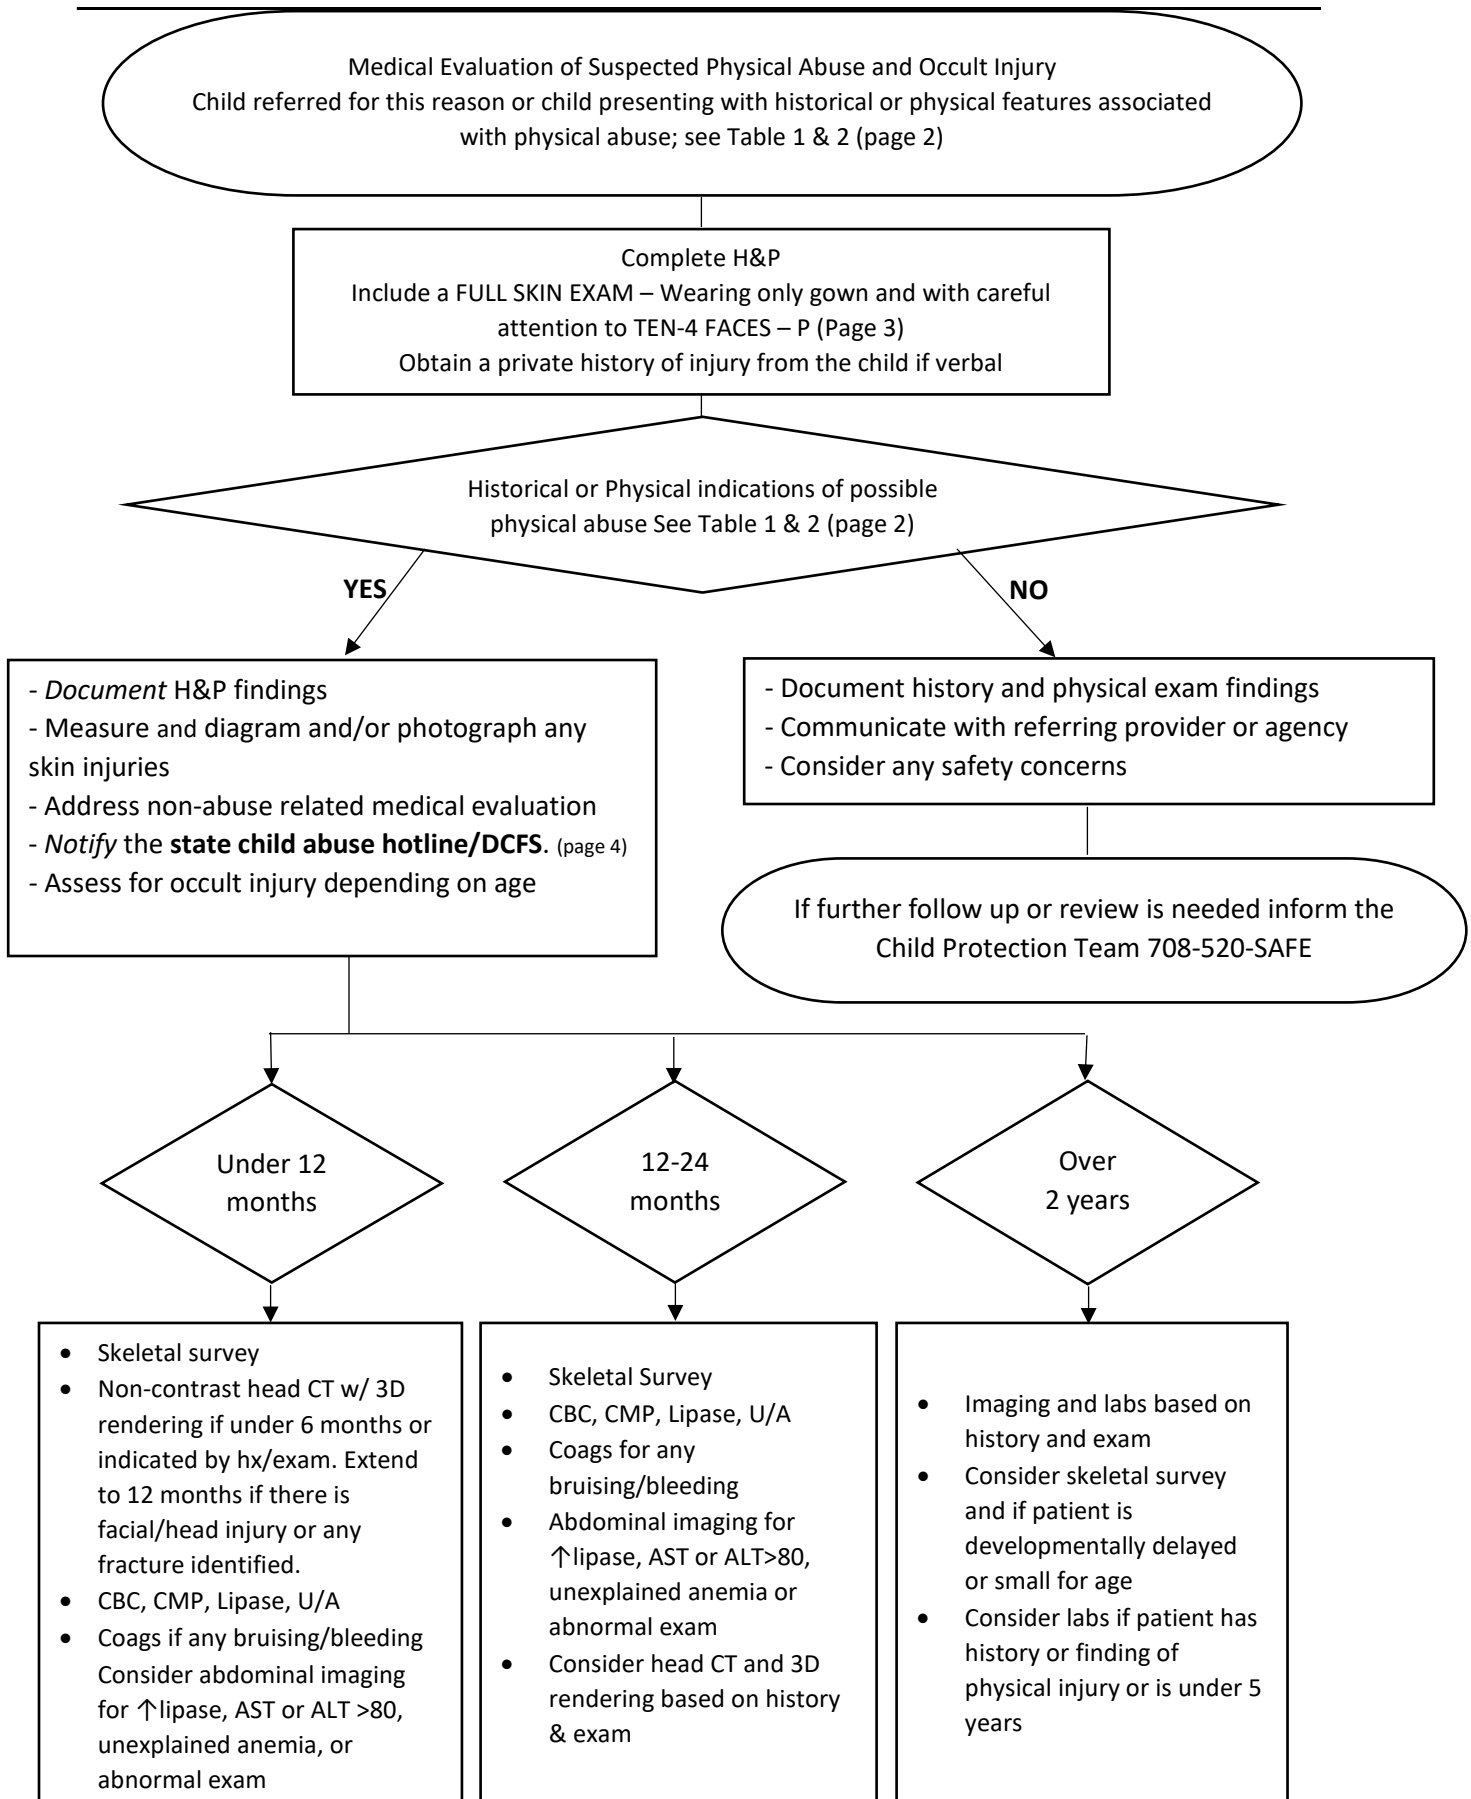 Medical Evaluation of Suspected Physical Abuse and Occult Injury
Child referred for this reason or child presenting with historical or physical features associated
with physical abuse; see Table 1 & 2 (page 2)
Complete H&P
Include a FULL SKIN EXAM – Wearing only gown and with careful
attention to TEN-4 FACES – P (Page 3)
Obtain a private history of injury from the child if verbal
Historical or Physical indications of possible
physical abuse See Table 1 & 2 (page 2)
YES
NO
- Document H&P findings
- Measure and diagram and/or photograph any
skin injuries
- Address non-abuse related medical evaluation
- Notify the state child abuse hotline/DCFS. (page 4)
- Assess for occult injury depending on age
- Document history and physical exam findings
- Communicate with referring provider or agency
- Consider any safety concerns
If further follow up or review is needed inform the
Child Protection Team 708-520-SAFE
Under 12
months
12-24
months
Over
2 years
• Skeletal survey
• Non-contrast head CT w/ 3D
rendering if under 6 months or
indicated by hx/exam. Extend
to 12 months if there is
facial/head injury or any
fracture identified.
• CBC, CMP, Lipase, U/A
• Coags if any bruising/bleeding
Consider abdominal imaging
for ↑lipase, AST or ALT >80,
unexplained anemia, or
abnormal exam
• Skeletal Survey
• CBC, CMP, Lipase, U/A
• Coags for any
bruising/bleeding
• Abdominal imaging for
↑lipase, AST or ALT>80,
unexplained anemia or
abnormal exam
• Consider head CT and 3D
rendering based on history
& exam
• Imaging and labs based on
history and exam
• Consider skeletal survey
and if patient is
developmentally delayed
or small for age
• Consider labs if patient has
history or finding of
physical injury or is under 5
years